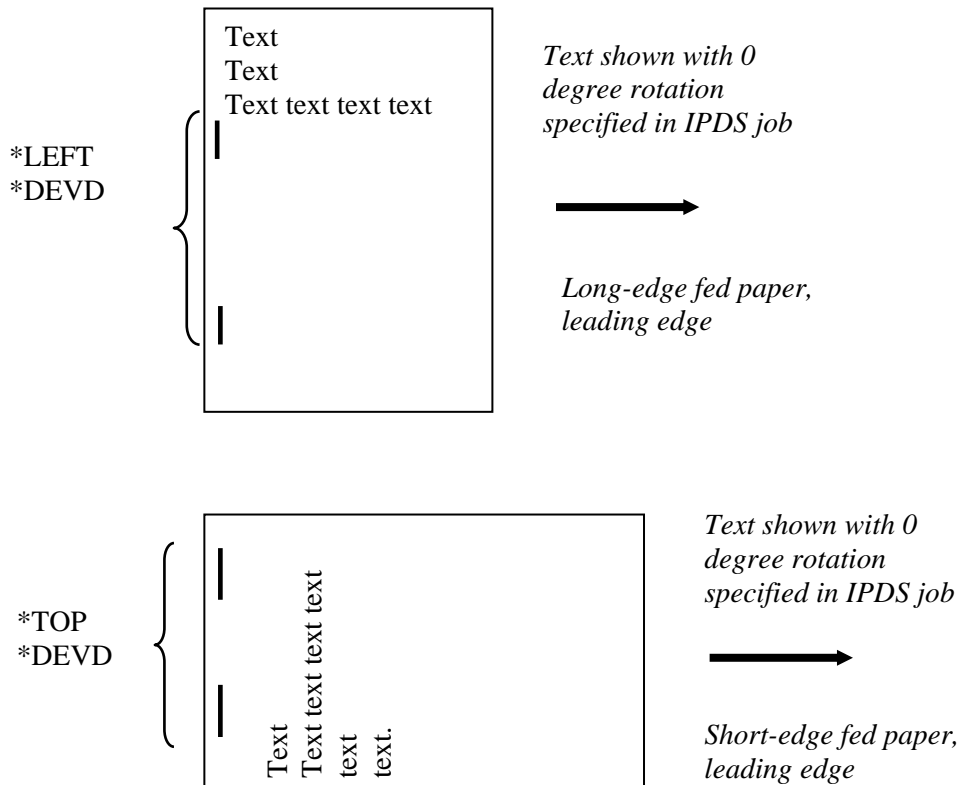 Text
Text
Text text text text
*LEFT
*DEVD
Text shown with 0
degree rotation
specified in IPDS job
Long-edge fed paper,
leading edge
*TOP
*DEVD
Text
Text text text text
text
text.
Text shown with 0
degree rotation
specified in IPDS job
Short-edge fed paper,
leading edge